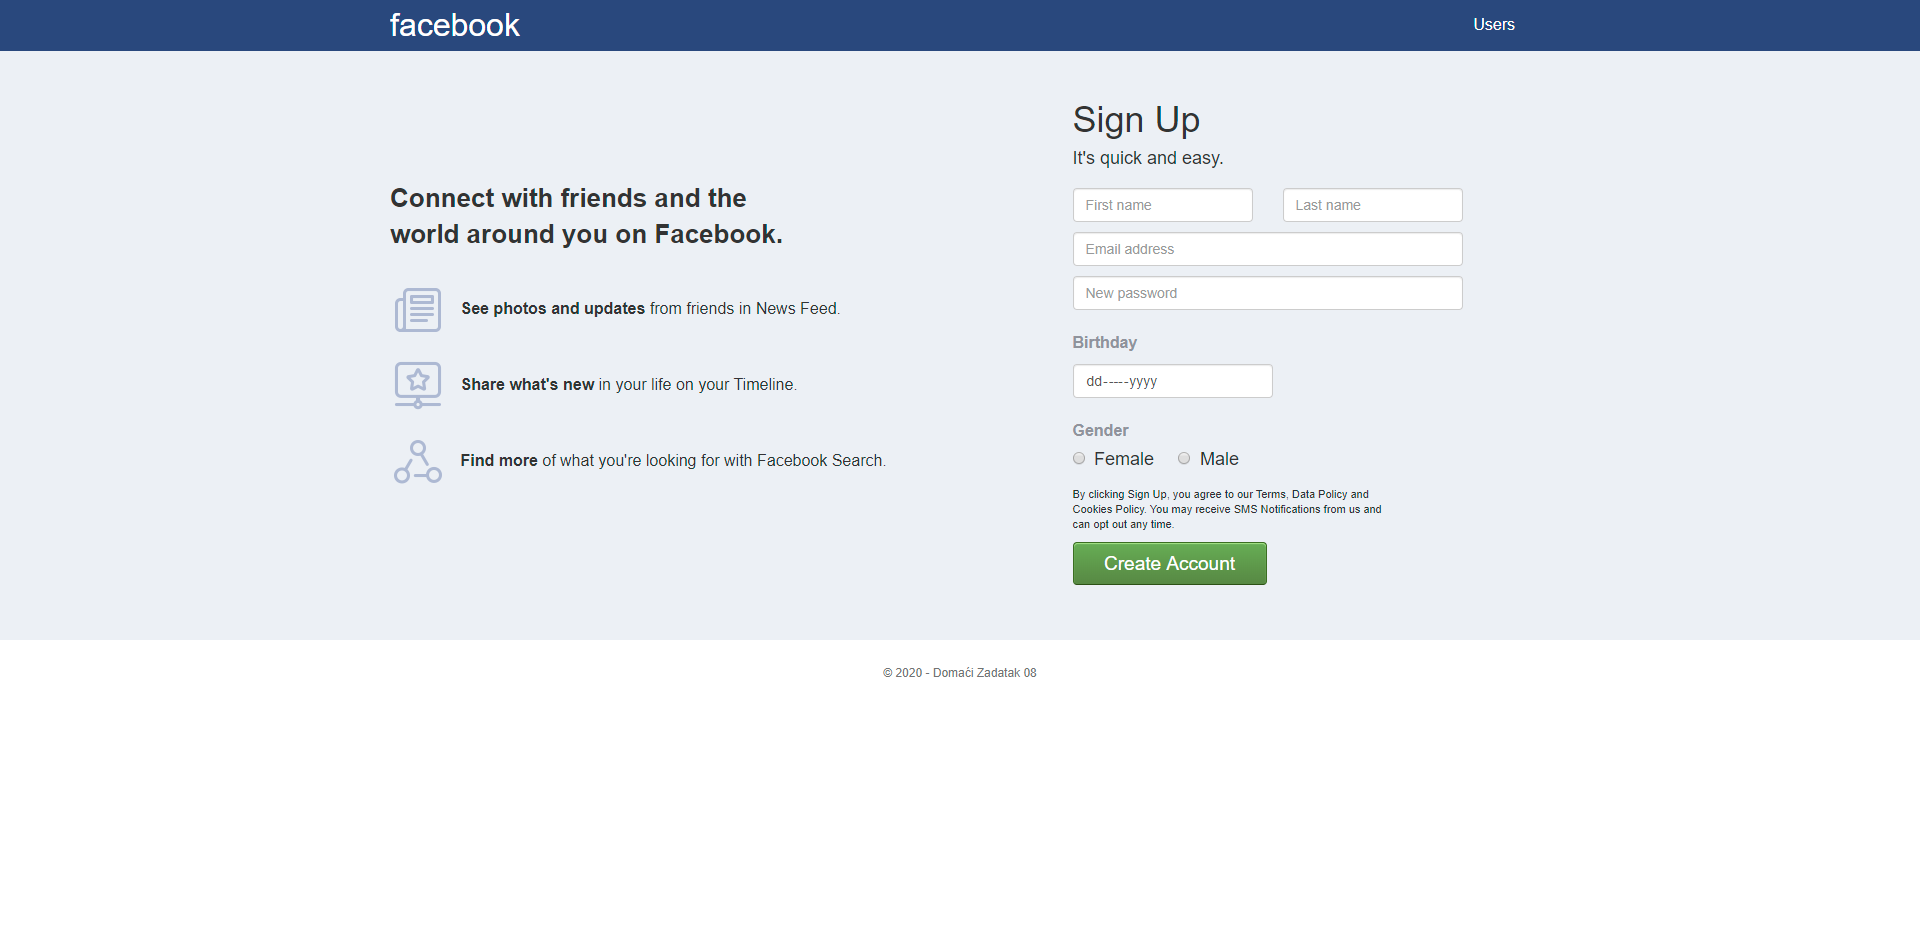 facebook
Users
Sign Up
It's quick and easy.
Connect with friends and the
world around you on Facebook.
First name
Last name
Email address
New password
See photos and updates from friends in News Feed.
Share what's new in your life on your Timeline.
Find more of what you're looking for with Facebook Search.
Birthday
dd-----yyyy
Gender
Female
Male
By clicking Sign Up, you agree to our Terms, Data Policy and
Cookies Policy. You may receive SMS Notifications from us and
can opt out any time.
Create Account
© 2020 - Domaći Zadatak 08